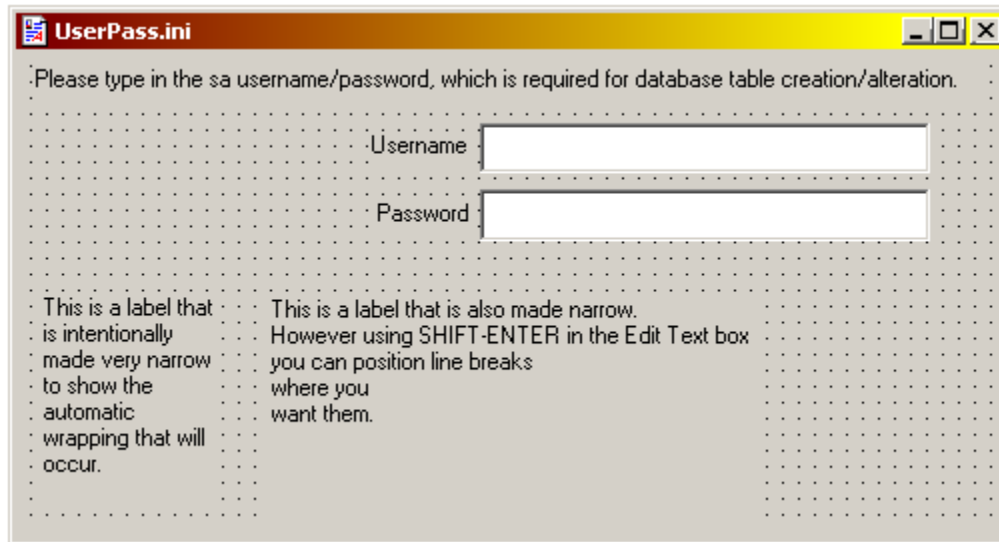 UserPass.ini
Please type in the sa username/password, which is required for database table creation/alteration.
Username
Password
This is a label that
is intentionally
made very narrow
to show the
automatic
wrapping that will
occur.
This is a label that is also made narrow.
However using SHIFT-ENTER in the Edit Text box
you can position line breaks
where you
want them.